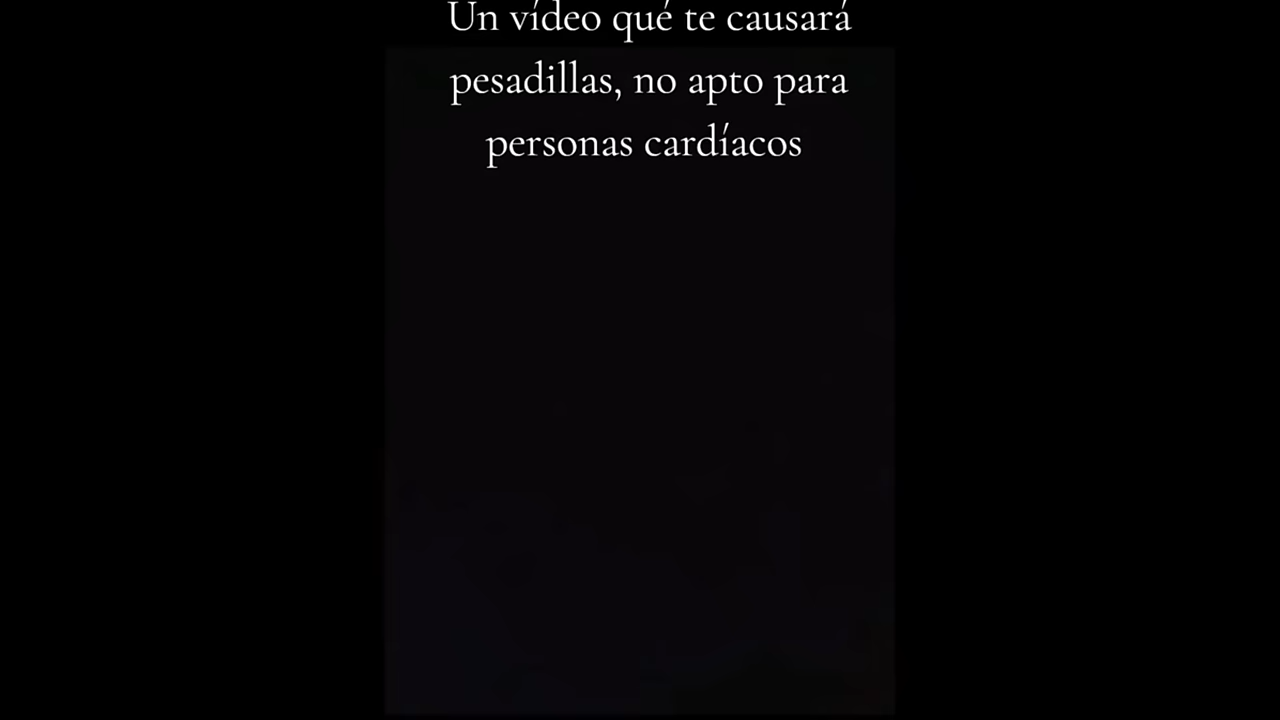 Un vídeo qué te causará
pesadillas, no apto para
personas cardíacos